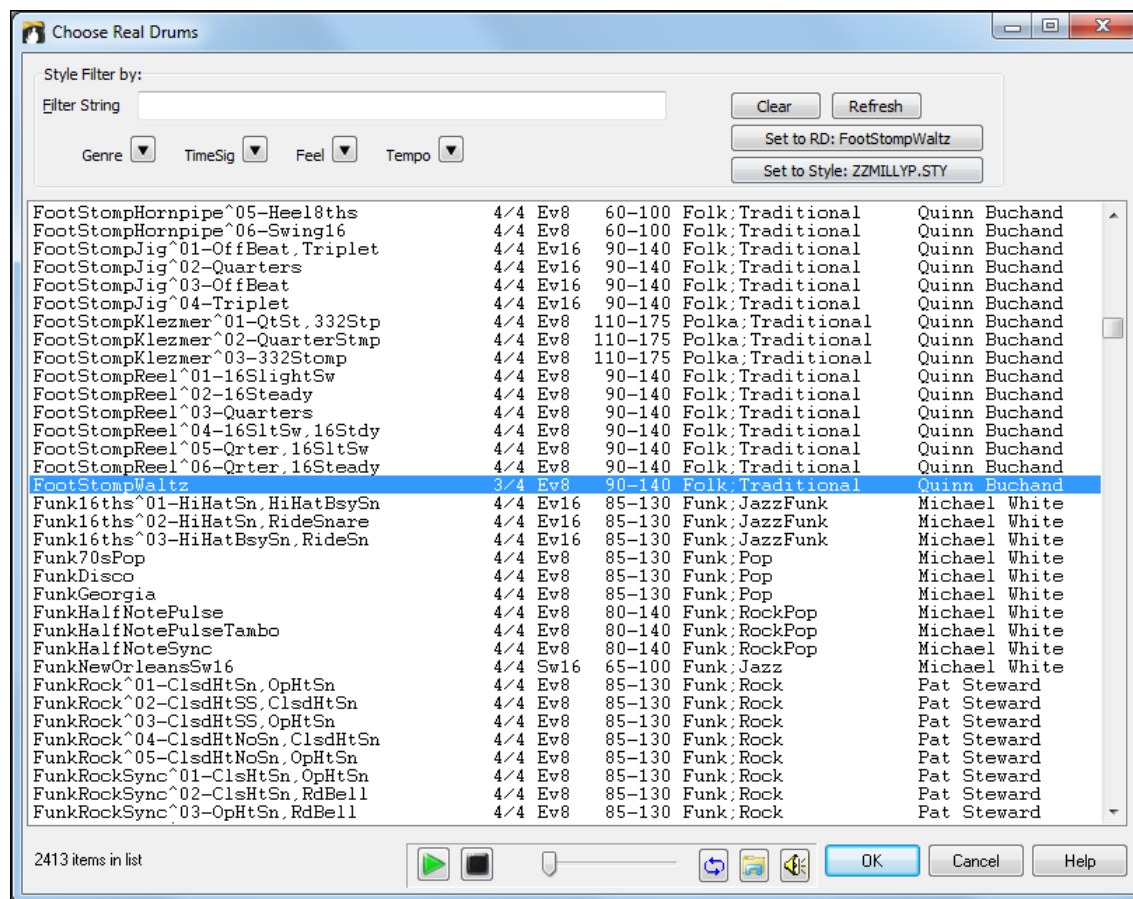 Choose Real Drums
Style Filter by:
Filter String
Clear Refresh
Set to RD: FootStompWaltz
Genre TimeSig Feel Tempo
Set to Style: ZZMILLYP.STY
FootStompHornpipe^05-Heel8ths 4/4 Ev8 60-100 Folk;Traditional Quinn Buchand
FootStompHornpipe^06-Swing16 4/4 Ev8 60-100 Folk;Traditional Quinn Buchand
FootStompJig^01-OffBeat,Triplet 4/4 Ev16 90-140 Folk;Traditional Quinn Buchand
FootStompJig^02-Quarters 4/4 Ev16 90-140 Folk;Traditional Quinn Buchand
FootStompJig^03-OffBeat 4/4 Ev16 90-140 Folk;Traditional Quinn Buchand
FootStompJig^04-Triplet 4/4 Ev16 90-140 Folk;Traditional Quinn Buchand
FootStompKlezmer^01-QtSt,332Stp 4/4 Ev8 110-175 Polka;Traditional Quinn Buchand
FootStompKlezmer^02-QuarterStmp 4/4 Ev8 110-175 Polka;Traditional Quinn Buchand
FootStompKlezmer^03-332Stomp 4/4 Ev8 110-175 Polka;Traditional Quinn Buchand
FootStompReel^01-16SlightSw 4/4 Ev8 90-140 Folk;Traditional Quinn Buchand
FootStompReel^02-16Steady 4/4 Ev8 90-140 Folk;Traditional Quinn Buchand
FootStompReel^03-Quarters 4/4 Ev8 90-140 Folk;Traditional Quinn Buchand
FootStompReel^04-16SltSw,16Stdy 4/4 Ev8 90-140 Folk;Traditional Quinn Buchand
FootStompReel^05-Qrter,16SltSw 4/4 Ev8 90-140 Folk;Traditional Quinn Buchand
FootStompReel^06-Qrter,16Steady 4/4 Ev8 90-140 Folk;Traditional Quinn Buchand
FootStompWaltz 3/4 Ev8 90-140 Folk;Traditional Quinn Buchand
Funk16ths^01-HiHatSn,HiHatBsySn 4/4 Ev16 85-130 Funk;JazzFunk Michael White
Funk16ths^02-HiHatSn,RideSnare 4/4 Ev16 85-130 Funk;JazzFunk Michael White
Funk16ths^03-HiHatBsySn,RideSn 4/4 Ev16 85-130 Funk;JazzFunk Michael White
Funk70sPop 4/4 Ev8 85-130 Funk;Pop Michael White
FunkDisco 4/4 Ev8 85-130 Funk;Pop Michael White
FunkGeorgia 4/4 Ev8 85-130 Funk;Pop Michael White
FunkHalfNotePulse 4/4 Ev8 80-140 Funk;RockPop Michael White
FunkHalfNotePulseTambo 4/4 Ev8 80-140 Funk;RockPop Michael White
FunkHalfNoteSync 4/4 Ev8 80-140 Funk;RockPop Michael White
FunkNewOrleansSw16 4/4 Sw16 65-100 Funk;Jazz Michael White
FunkRock^01-ClsdHtSn,OpHtSn 4/4 Ev8 85-130 Funk;Rock Pat Steward
FunkRock^02-ClsdHtSS,ClsdHtSn 4/4 Ev8 85-130 Funk;Rock Pat Steward
FunkRock^03-ClsdHtSS,OpHtSn 4/4 Ev8 85-130 Funk;Rock Pat Steward
FunkRock^04-ClsdHtNoSn,ClsdHtSn 4/4 Ev8 85-130 Funk;Rock Pat Steward
FunkRock^05-ClsdHtNoSn,OpHtSn 4/4 Ev8 85-130 Funk;Rock Pat Steward
FunkRockSync^01-ClsHtSn,OpHtSn 4/4 Ev8 85-130 Funk;Rock Pat Steward
FunkRockSync^02-ClsHtSn,RdBell 4/4 Ev8 85-130 Funk;Rock Pat Steward
FunkRockSync^03-OpHtSn,RdBell 4/4 Ev8 85-130 Funk;Rock Pat Steward
2413 items in list OK Cancel Help